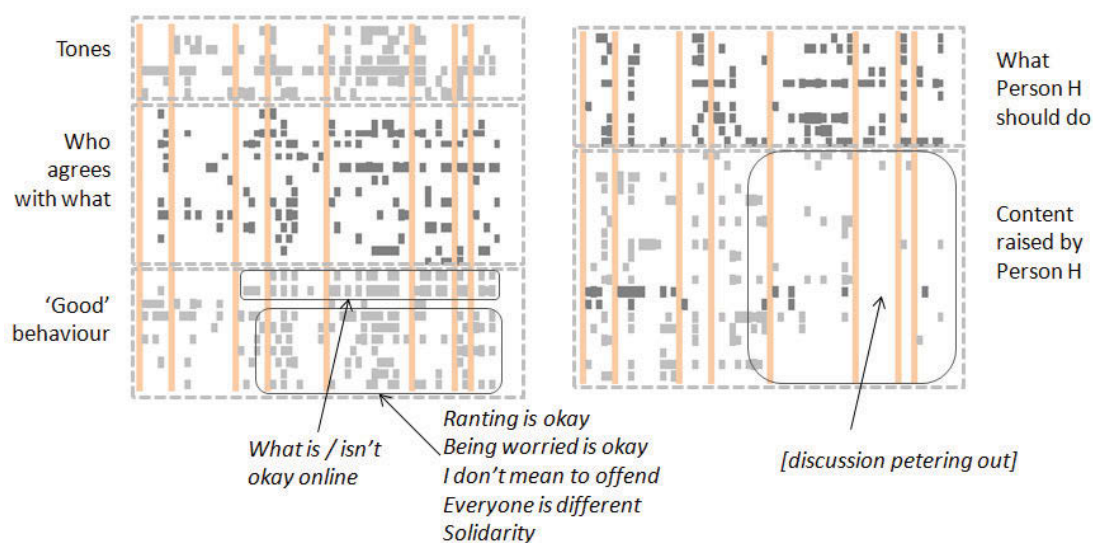 Tones
Who
agrees
with what
‘Good’
behaviour
What is / isn’t
okay online
Ranting is okay
Being worried is okay
I don’t mean to offend
Everyone is different
Solidarity
What
Person H
should do
Content
raised by
Person H
[discussion petering out]